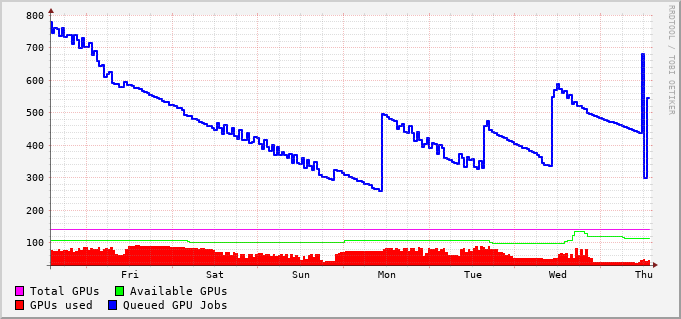 800
700
600
500
400
300
200
100
Fri Sat Sun Mon Tue Wed Thu
Total GPUs Available GPUs
GPUs used Queued GPU Jobs
RRDTOOL / TOBI OETIKER